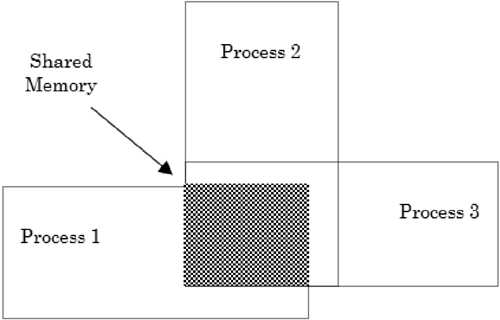 Process 2
Shared
Memory
Process 3
Process 1